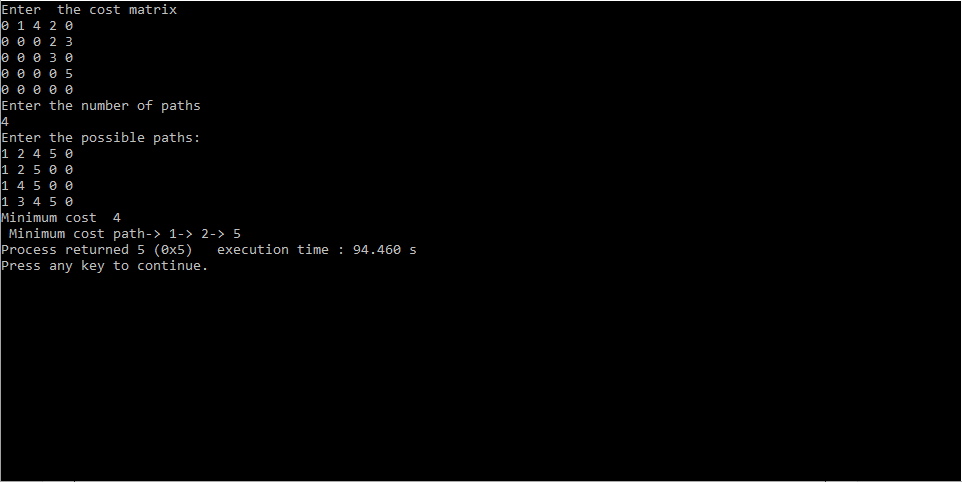 Enter  the cost matrix
0 1 4 2 0
0 0 0 2 3
0 0 0 3 0
0 0 0 0 5
0 0 0 0 0
Enter the number of paths
4
Enter the possible paths:
1 2 4 5 0
1 2 5 0 0
1 4 5 0 0
1 3 4 5 0
Minimum cost  4
 Minimum cost path-> 1-> 2-> 5
Process returned 5 (0x5)   execution time : 94.460 s
Press any key to continue.